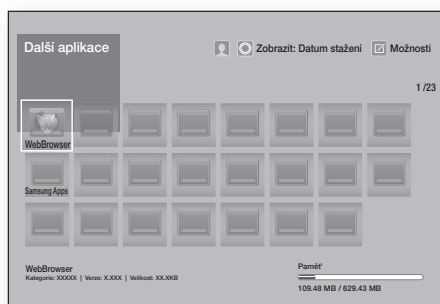 Další aplikace
Zobrazit: Datum stažení Možnosti
1 /23
WebBrowser
Samsung Apps
WebBrowser
Kategorie: XXXXX | Verze: X.XXX | Velikost: XX.XXKB
Paměť
109.48 MB / 629.43 MB